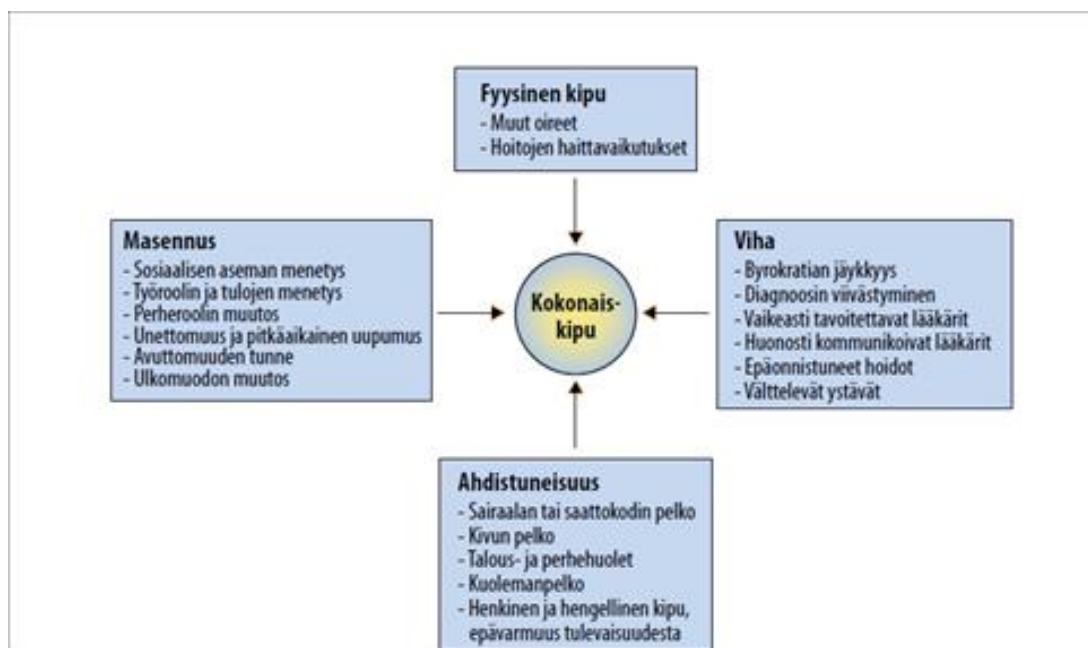 Fyysinen kipu
- Muut oireet
- Hoitojen haittavaikutukset
Masennus
- Sosiaalisen aseman menetys
- Työroolin ja tulojen menetys
- Perheroolin muutos
- Unettomuus ja pitkäaikainen uupumus
- Avuttomuuden tunne
- Ulkomuodon muutos
Kokonais-
kipu
Viha
- Byrokratian jäykkyys
- Diagnoosin viivästyminen
- Vaikeasti tavoitettavat lääkärit
- Huonosti kommunikoivat lääkärit
- Epäonnistuneet hoidot
- Välttelevät ystävät
Ahdistuneisuus
- Sairaalan tai saattokodin pelko
- Kivun pelko
- Talous- ja perhehuolet
- Kuolemanpelko
- Henkinen ja hengellinen kipu,
epävarmuus tulevaisuudesta